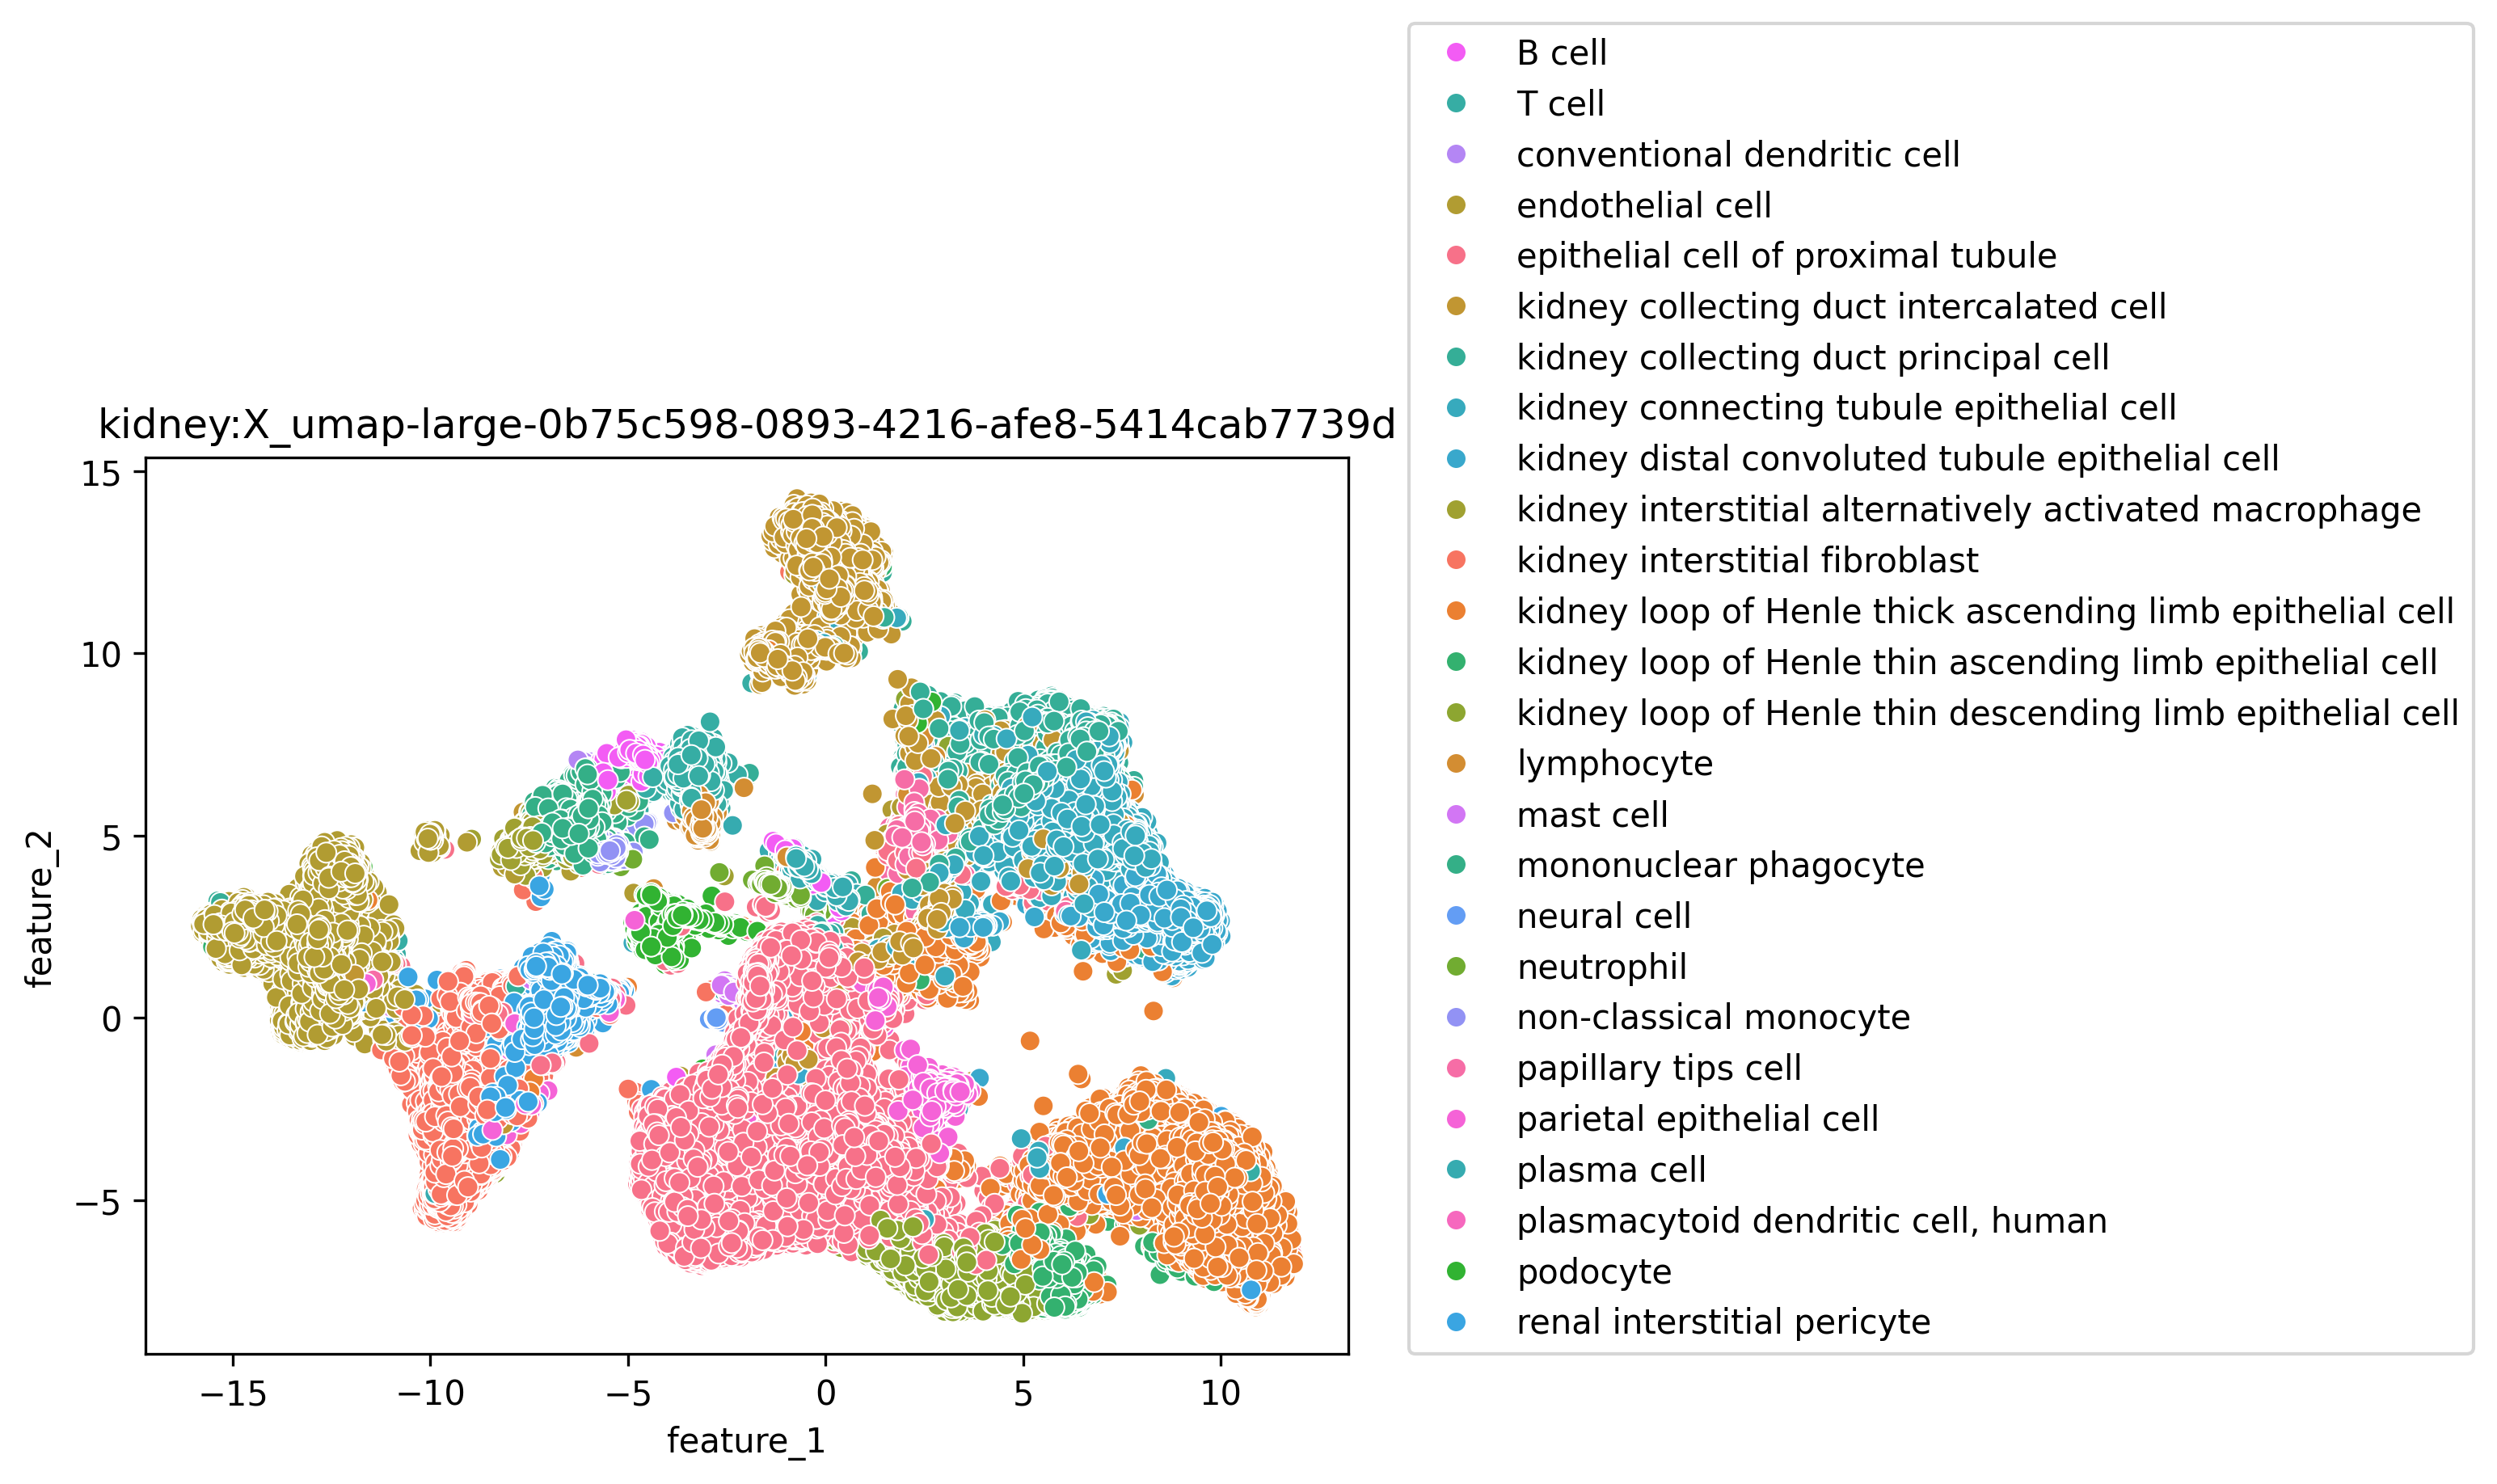 kidney:X_umap-large-0b75c598-0893-4216-afe8-5414cab7739d
15
10
5
0
−5
feature_2
−15
−10
−5
0
5
10
feature_1
B cell
T cell
conventional dendritic cell
endothelial cell
epithelial cell of proximal tubule
kidney collecting duct intercalated cell
kidney collecting duct principal cell
kidney connecting tubule epithelial cell
kidney distal convoluted tubule epithelial cell
kidney interstitial alternatively activated macrophage
kidney interstitial fibroblast
kidney loop of Henle thick ascending limb epithelial cell
kidney loop of Henle thin ascending limb epithelial cell
kidney loop of Henle thin descending limb epithelial cell
lymphocyte
mast cell
mononuclear phagocyte
neural cell
neutrophil
non-classical monocyte
papillary tips cell
parietal epithelial cell
plasma cell
plasmacytoid dendritic cell, human
podocyte
renal interstitial pericyte